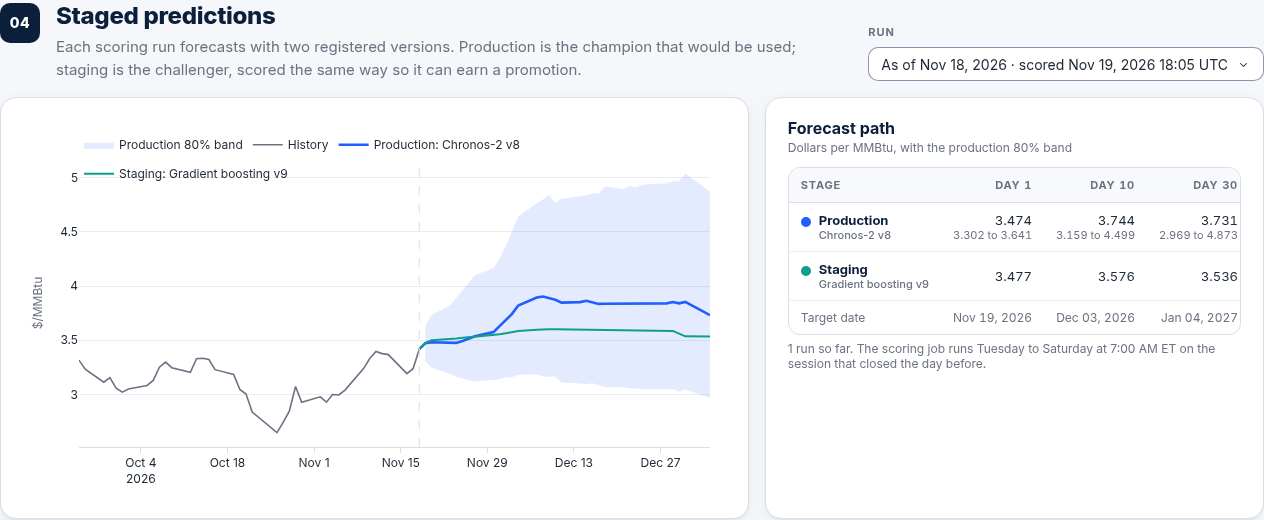 04
Staged predictions
Each scoring run forecasts with two registered versions. Production is the champion that would be used;
staging is the challenger, scored the same way so it can earn a promotion.
RUN
As of Nov 18, 2026 · scored Nov 19, 2026 18:05 UTC
Production 80% band
History
Production: Chronos-2 v8
Staging: Gradient boosting v9
5
4.5
4
3.5
3
$/MMBtu
Oct 4
2026
Oct 18
Nov 1
Nov 15
Nov 29
Dec 13
Dec 27
Forecast path
Dollars per MMBtu, with the production 80% band
STAGE DAY 1 DAY 10 DAY 30
Production 3.474 3.744 3.731
Chronos-2 v8 3.302 to 3.641 3.159 to 4.499 2.969 to 4.873
Staging
3.477 3.576 3.536
Gradient boosting v9
Target date Nov 19, 2026 Dec 03, 2026 Jan 04, 2027
1 run so far. The scoring job runs Tuesday to Saturday at 7:00 AM ET on the
session that closed the day before.